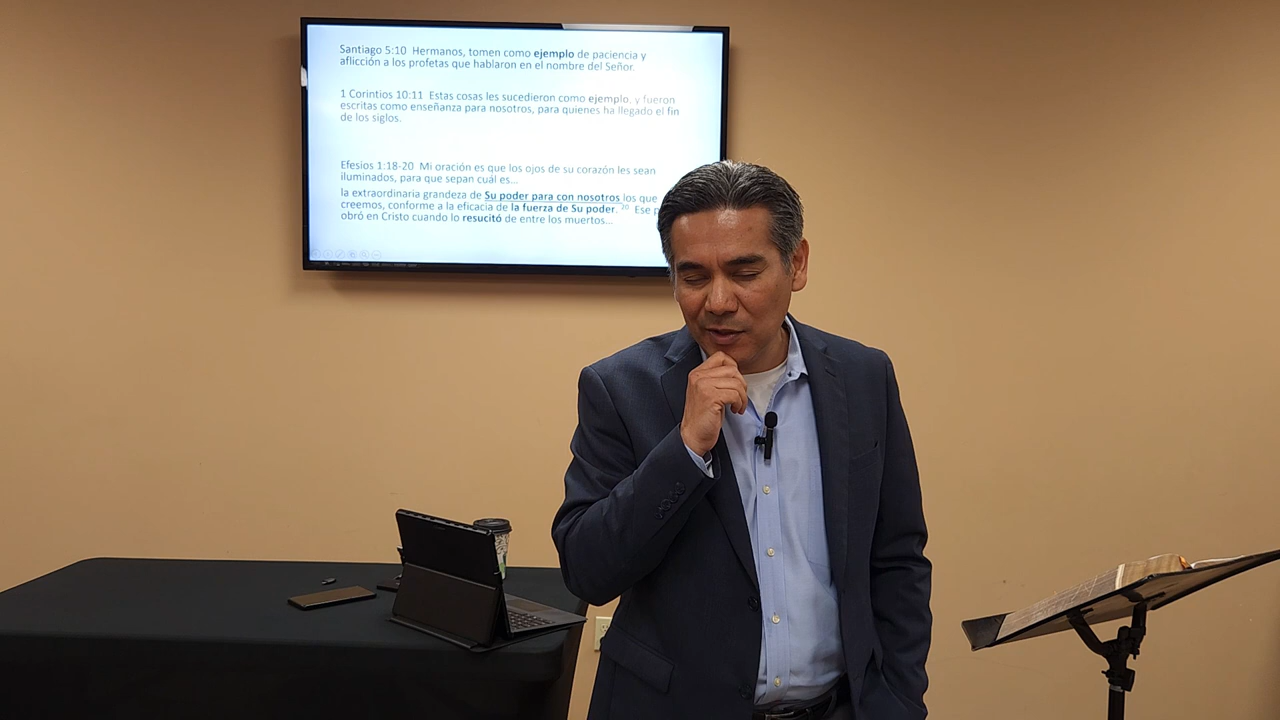 Santiago 5:10 Hermanos, tomen como ejemplo de paciencia y
aflicción a los profetas que hablaron en el nombre del Señor.
1 Corintios 10:11 Estas cosas les sucedieron como ejemplo, y fueron
escritas como enseñanza para nosotros, para quienes ha llegado el fin
de los siglos.
Efesios 1:18-20 Mi oración es que los ojos de su corazón les sean
iluminados, para que sepan cuál es...
la extraordinaria grandeza de Su poder para con nosotros los que
creemos, conforme a la eficacia de la fuerza de Su poder. 20 Ese
obró en Cristo cuando lo resucitó de entre los muertos...